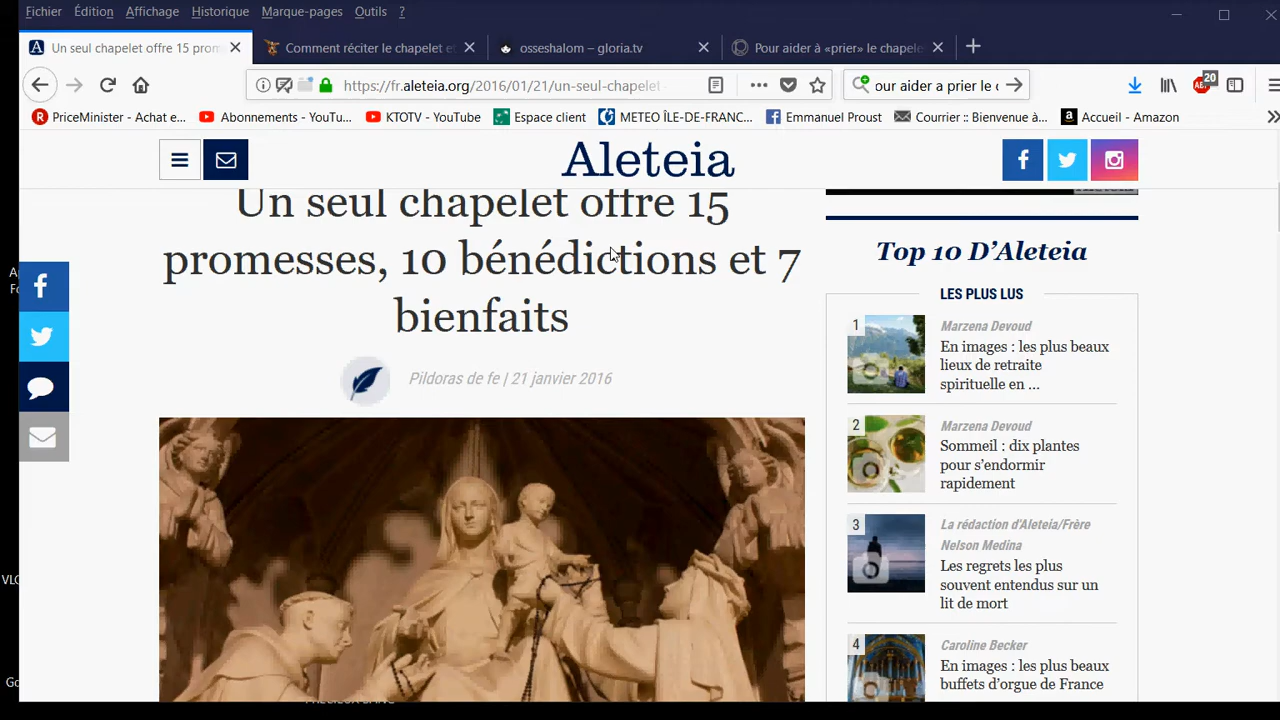 Fichier Édition Affichage Historique Marque-pages Outils ?
Un seul chapelet offre 15 prom
Comment réciter le chapelet e
osseshalom – gloria.tv
Pour aider à «prier» le chapele
https://fr.aleteia.org/2016/01/21/un-seul-chapelet-
our aider a prier le c
20
PriceMinister - Achat e...
Abonnements - YouTu...
KTOTV - YouTube
Espace client
METEO ÎLE-DE-FRANC...
Emmanuel Proust
Courrier :: Bienvenue à...
Accueil - Amazon
Aleteia
Un seul chapelet offre 15
promesses, 10 bénédictions et 7
bienfaits
Pildoras de fe | 21 janvier 2016
Top 10 D'Aleteia
LES PLUS LUS
1
Marzena Devoud
En images : les plus beaux
lieux de retraite
spirituelle en ...
2
Marzena Devoud
Sommeil : dix plantes
pour s'endormir
rapidement
3
La rédaction d'Aleteia/Frère
Nelson Medina
Les regrets les plus
souvent entendus sur un
lit de mort
4
Caroline Becker
En images : les plus beaux
buffets d'orgue de France